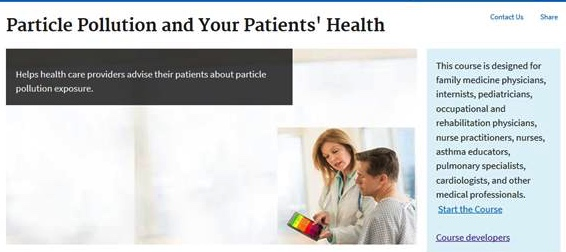 Contact Us Share
Particle Pollution and Your Patients' Health
Helps health care providers advise their patients about particle
pollution exposure.
This course is designed for
family medicine physicians,
internists, pediatricians,
occupational and
rehabilitation physicians,
nurse practitioners, nurses,
asthma educators,
pulmonary specialists,
cardiologists, and other
medical professionals.
Start the Course
Course developers